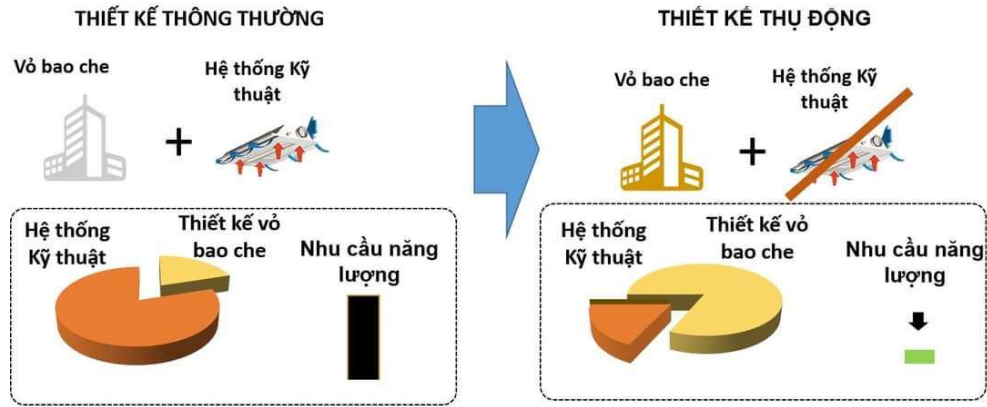 THIẾT KẾ THÔNG THƯỜNG
Vỏ bao che
Hệ thống Kỹ
thuật
+
Hệ thống
Kỹ thuật
Thiết kế vỏ
bao che
Nhu cầu năng
lượng
THIẾT KẾ THỤ ĐỘNG
Vỏ bao che
Hệ thống Kỹ
thuật
+
Hệ thống
Kỹ thuật
Thiết kế vỏ
bao che
Nhu cầu năng
lượng